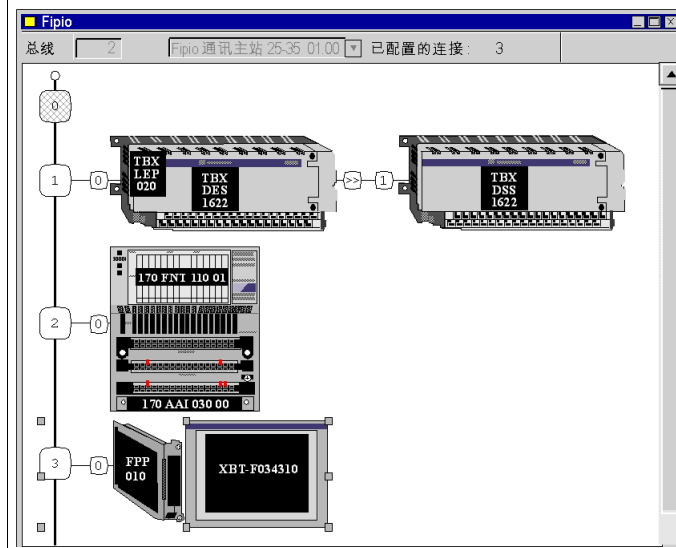 Fipio
总线 2 Fipio 通讯主站 25-35 01.00 已配置的连接: 3
0
1 0 TBX LEP 020 TBX DES 1622 >> 1 TBX DSS 1622
170 FNT 110 01
2 0
170 AAI 030 00
3 0 FPP 010 XBT-F034310